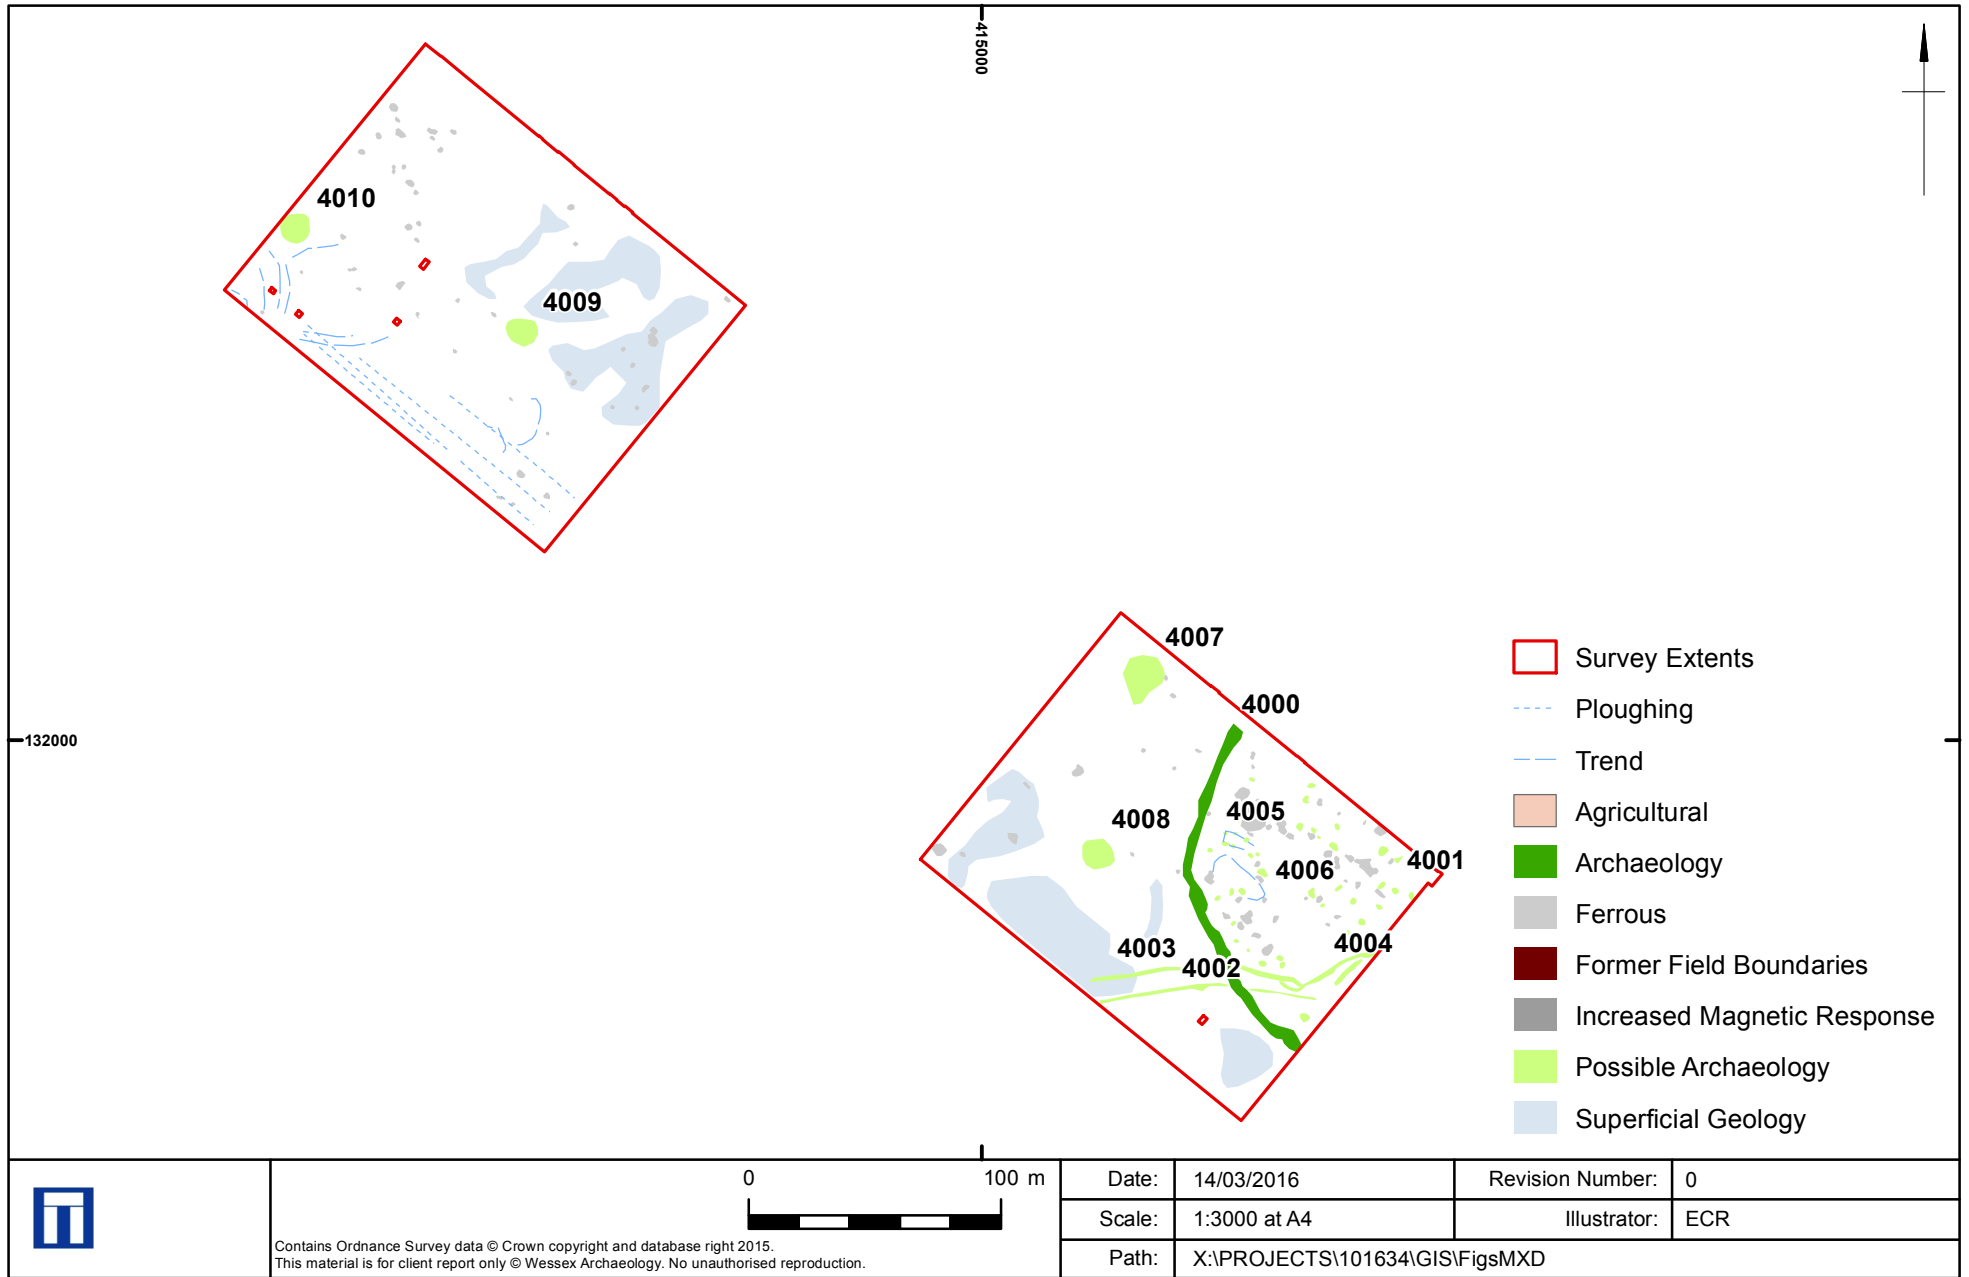 415000
4010
4009
4007
4000
132000
4008
4005
4006
4001
4003
4002
4004
Survey Extents
Ploughing
Trend
Agricultural
Archaeology
Ferrous
Former Field Boundaries
Increased Magnetic Response
Possible Archaeology
Superficial Geology
0 100 m
Contains Ordnance Survey data © Crown copyright and database right 2015.
This material is for client report only © Wessex Archaeology. No unauthorised reproduction.
Date: 14/03/2016 Revision Number: 0
Scale: 1:3000 at A4 Illustrator: ECR
Path: X:\PROJECTS\101634\GIS\FigsMXD